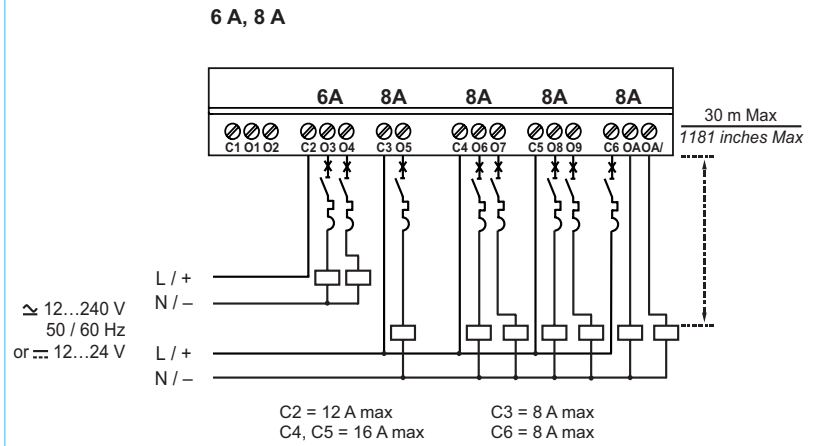 6 A, 8 A
6A 8A 8A 8A 8A
C1 O1 O2 C2 O3 O4 C3 O5 C4 O6 O7 C5 O8 O9 C6 OA OA/
30 m Max
1181 inches Max
L / +
N / –
≃ 12...240 V
50 / 60 Hz
or ⎓ 12...24 V
L / +
N / –
C2 = 12 A max C3 = 8 A max
C4, C5 = 16 A max C6 = 8 A max